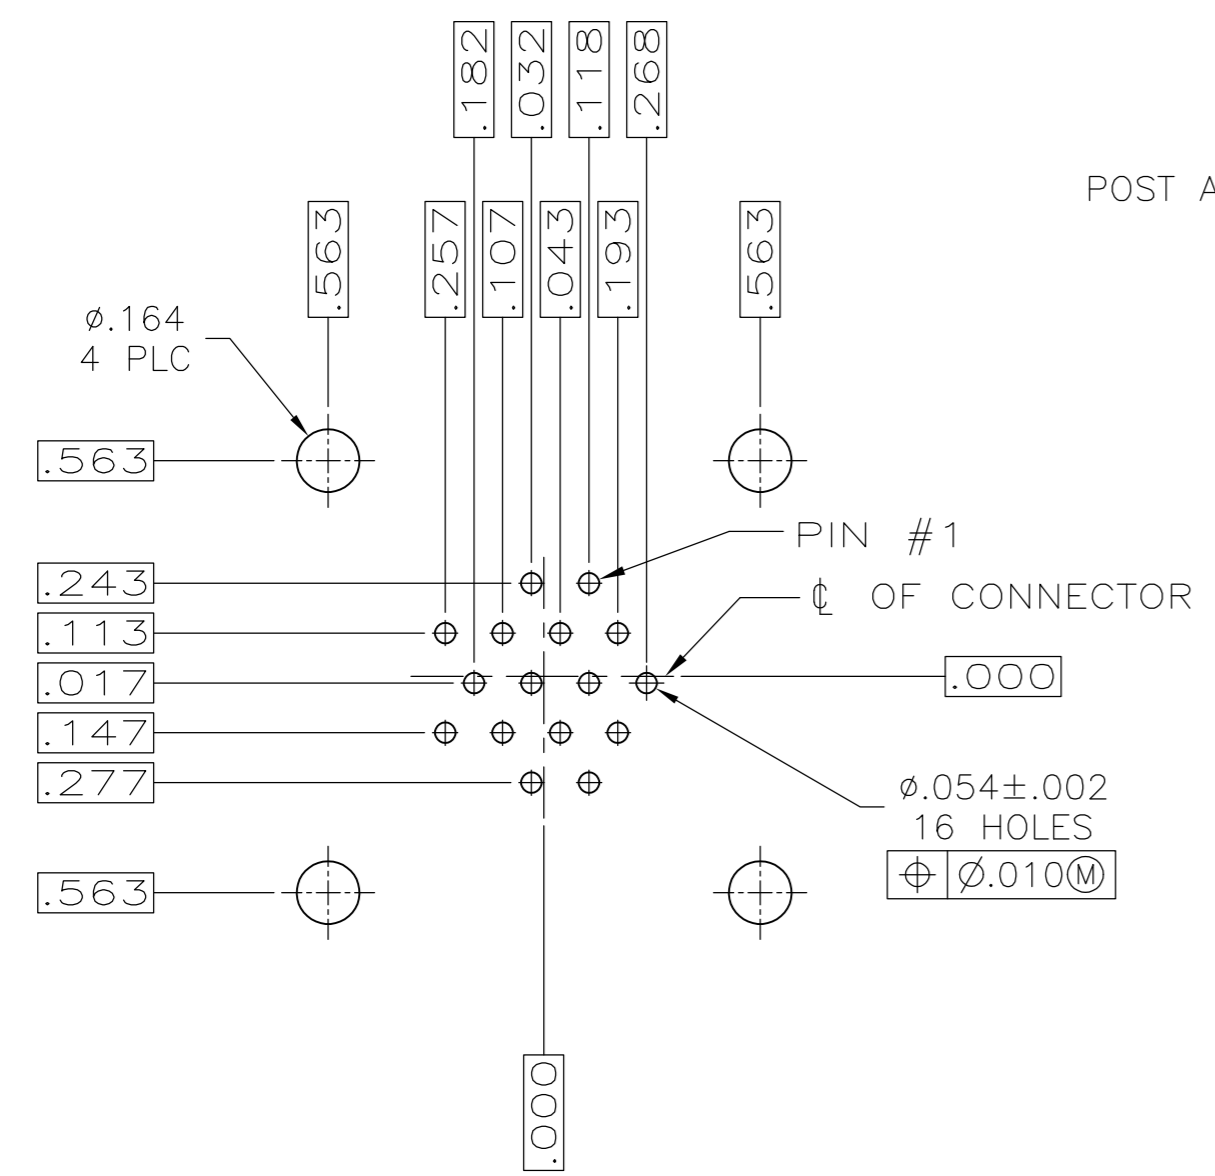 .182 .032 .118 .268
POST A
.563 .257 .107 .043 .193 .563
ø.164
4 PLC
.563
PIN #1
.243
℄ OF CONNECTOR
.113
.017
.000
.147
.277
ø.054±.002
16 HOLES
⌖ Ø.010Ⓜ
.563
.000